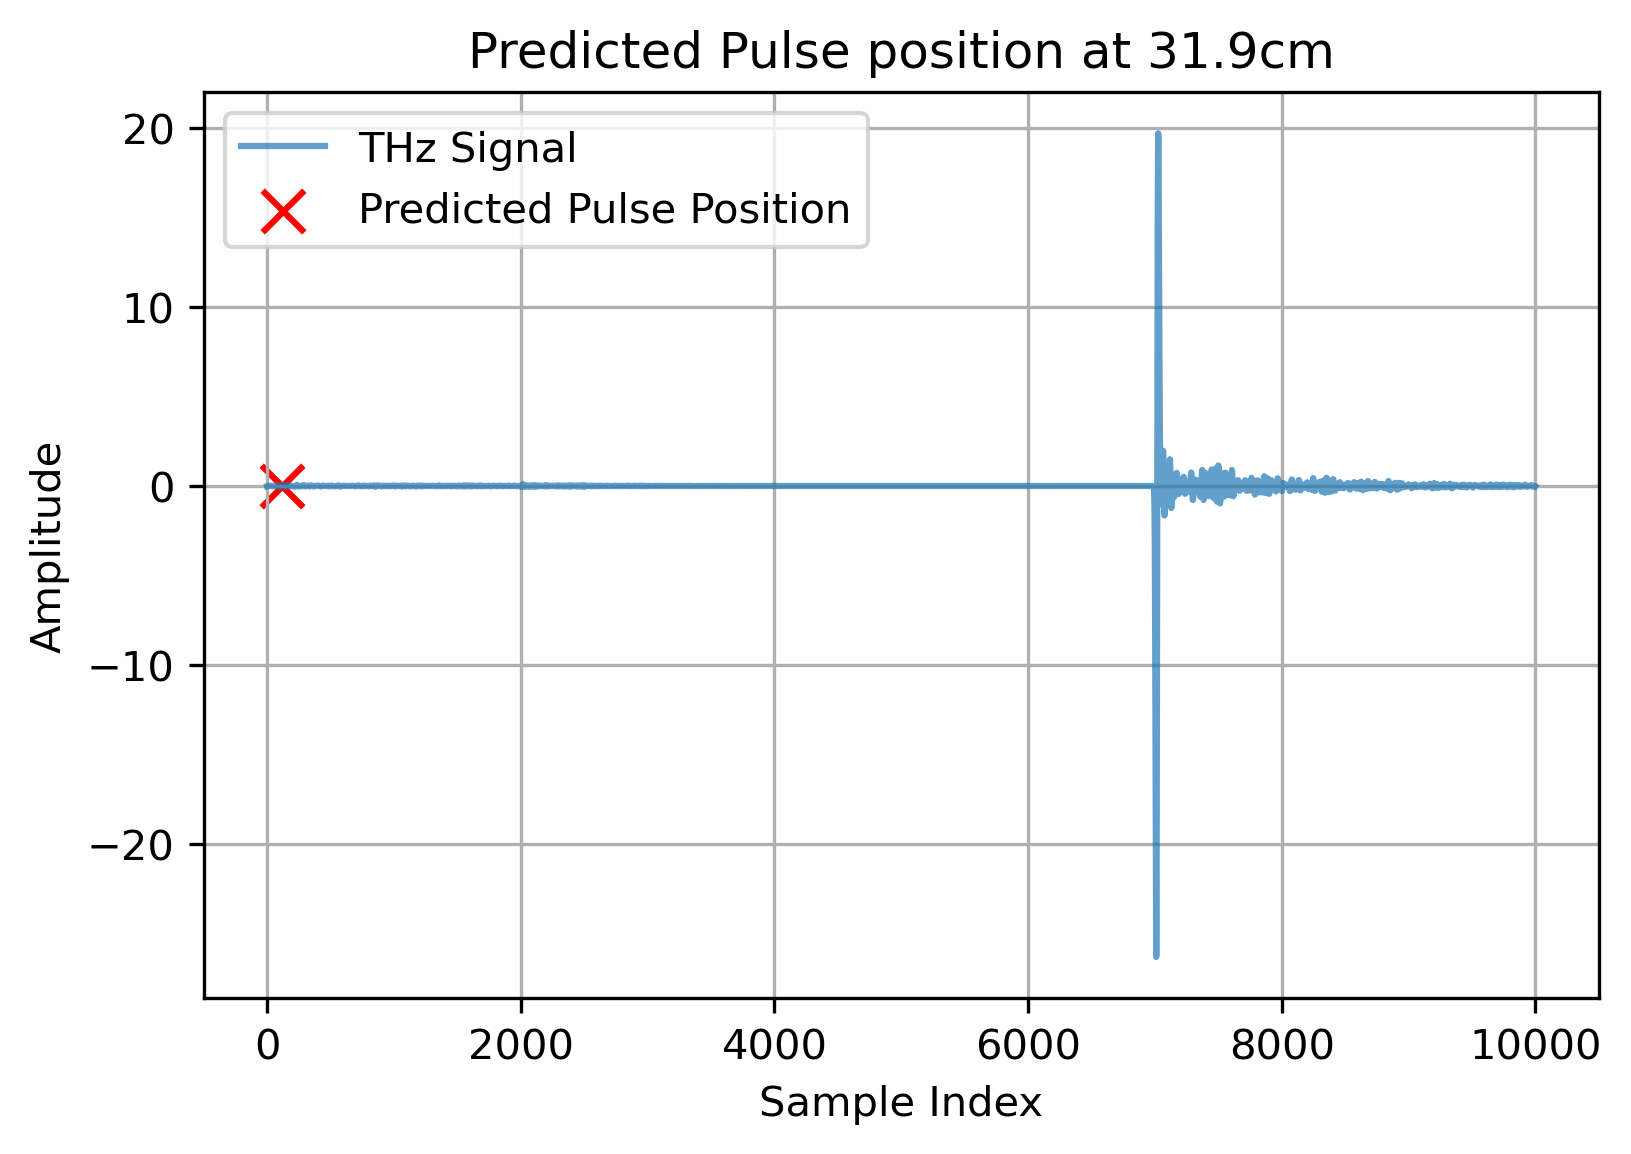 Predicted Pulse position at 31.9cm
THz Signal
Predicted Pulse Position
20
10
0
−10
−20
Amplitude
0 2000 4000 6000 8000 10000
Sample Index